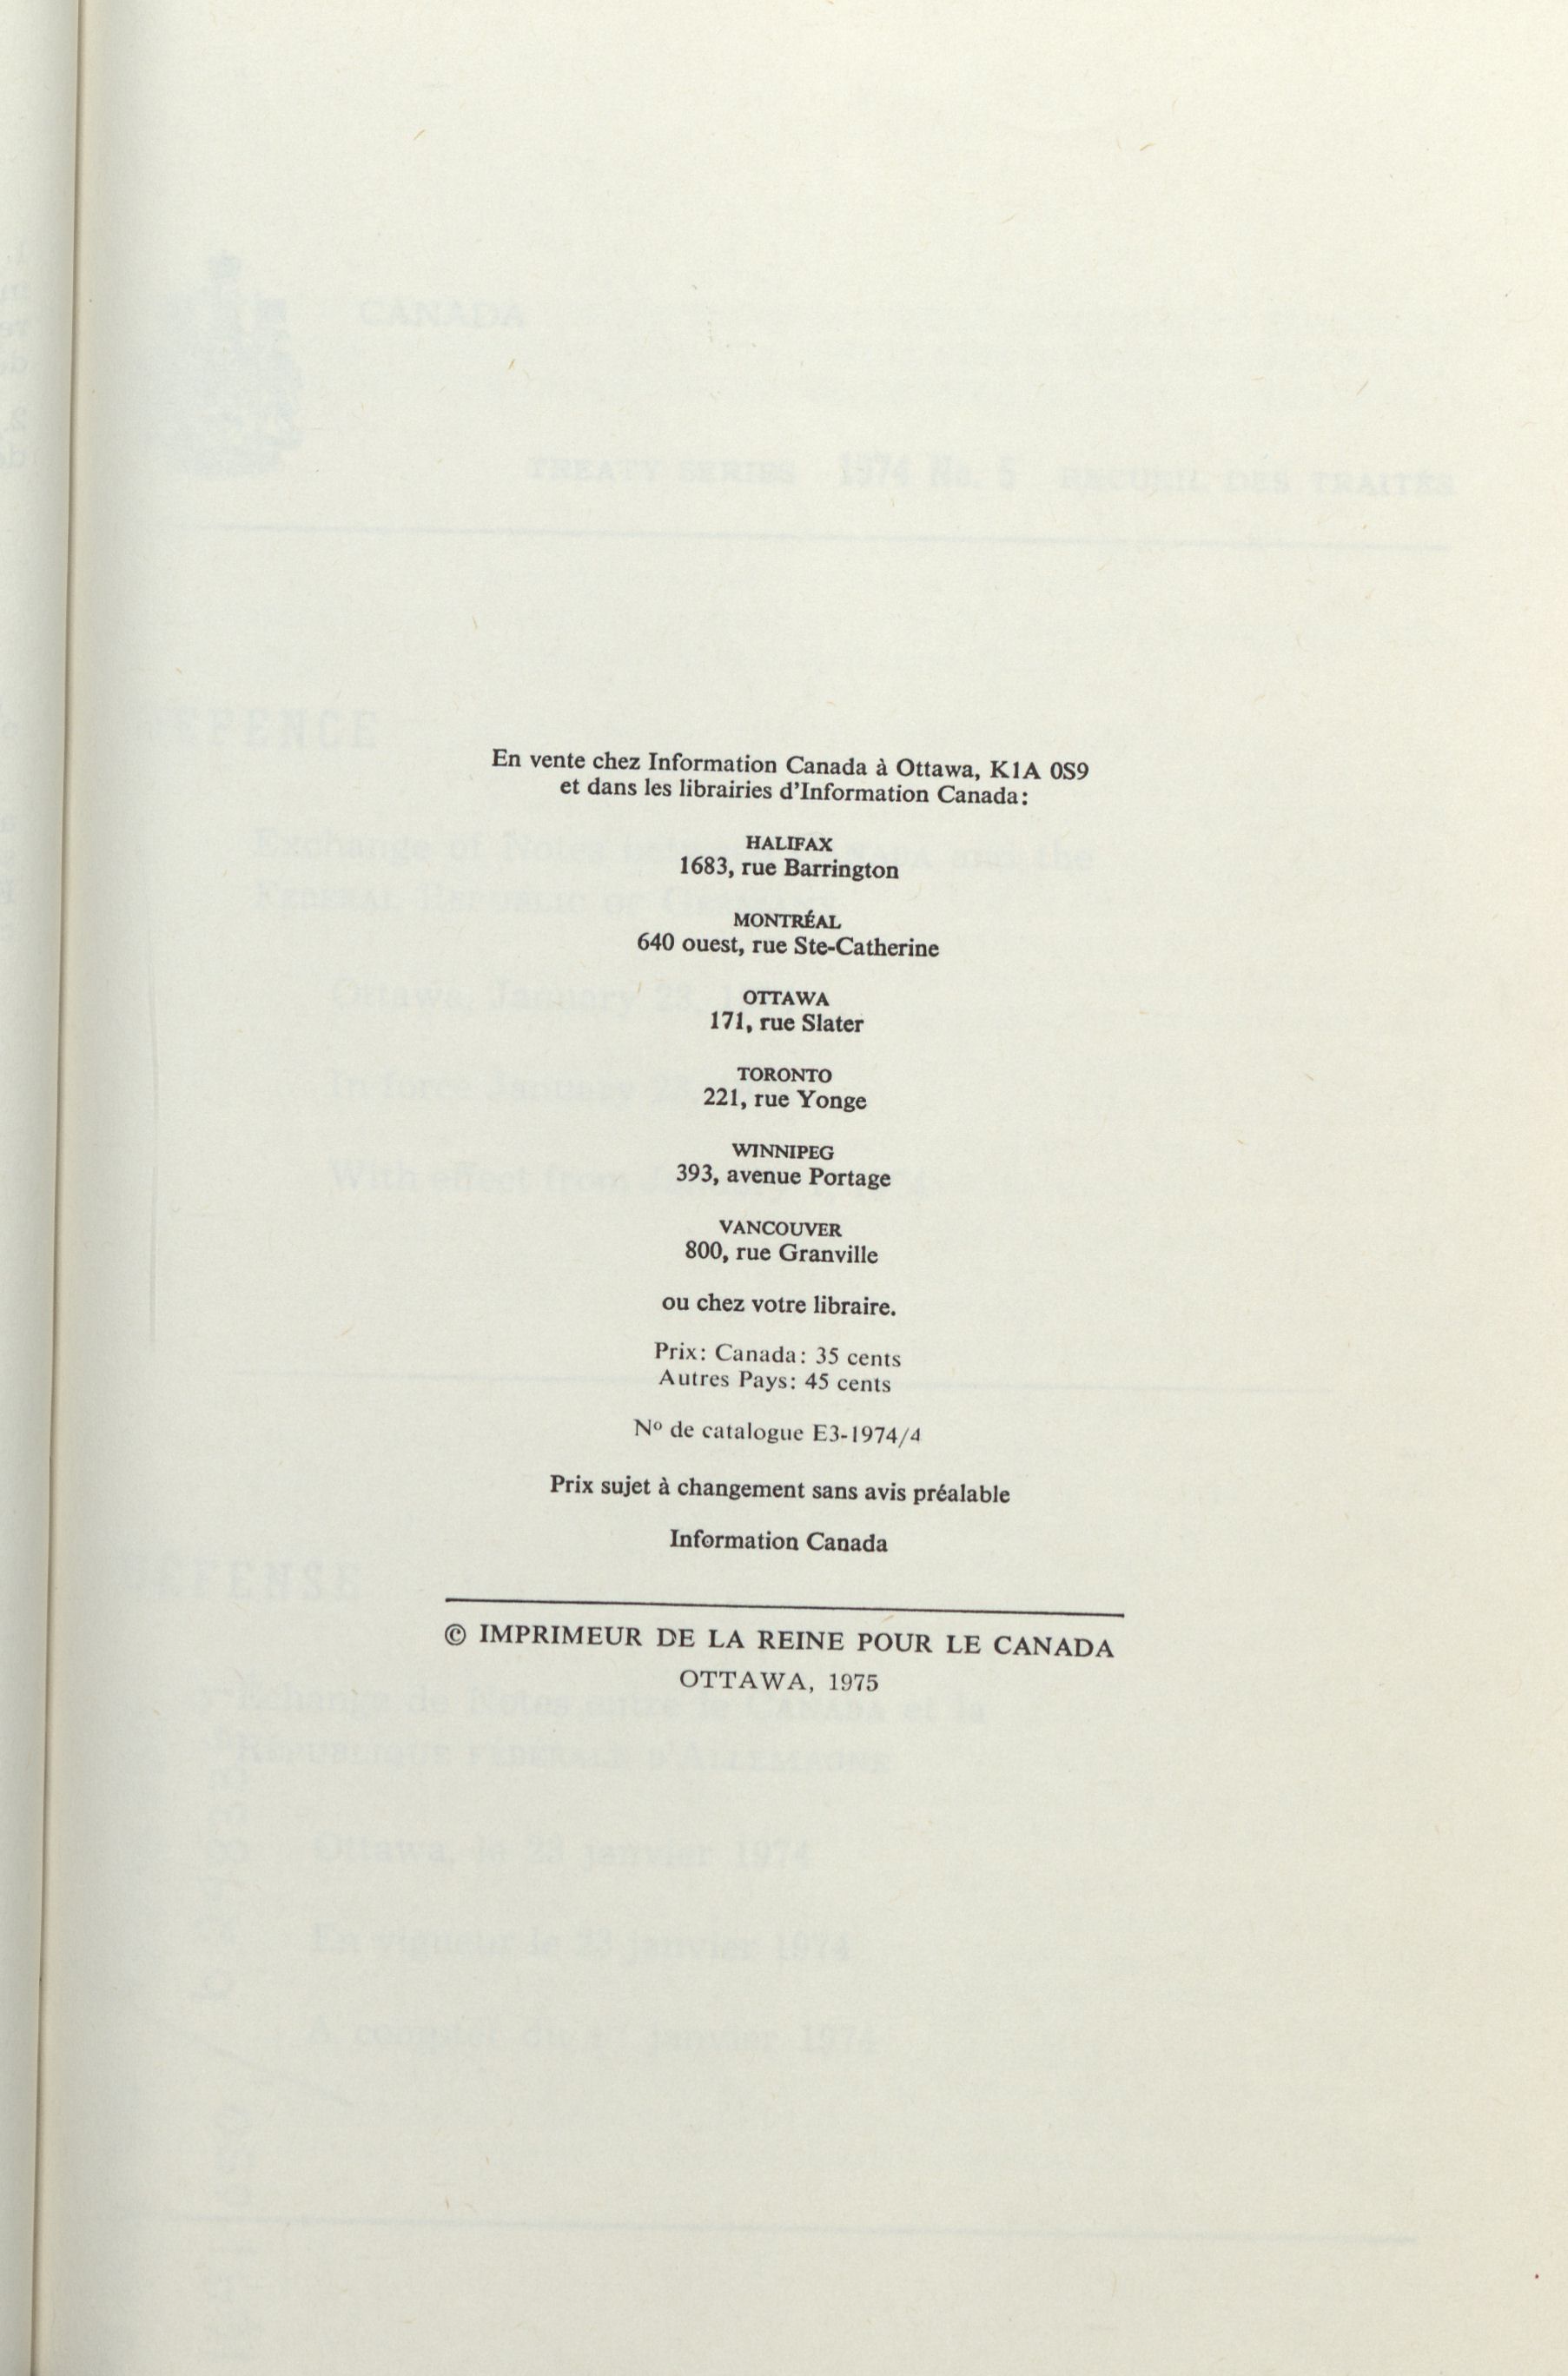 En vente chez Information Canada à Ottawa, K1A 0S9
et dans les librairies d'Information Canada:
HALIFAX
1683, rue Barrington
MONTRÉAL
640 ouest, rue Ste-Catherine
OTTAWA
171, rue Slater
TORONTO
221, rue Yonge
WINNIPEG
393, avenue Portage
VANCOUVER
800, rue Granville
ou chez votre libraire.
Prix: Canada: 35 cents
Autres Pays: 45 cents
Nº de catalogue E3-1974/4
Prix sujet à changement sans avis préalable
Information Canada
© IMPRIMEUR DE LA REINE POUR LE CANADA
OTTAWA, 1975